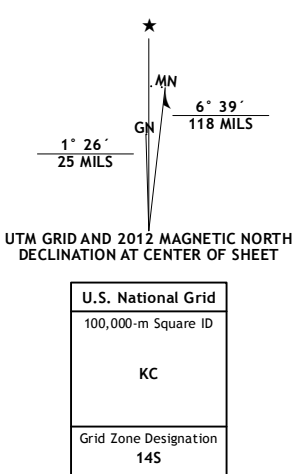 ★
MN
GN
6° 39´
118 MILS
1° 26´
25 MILS
UTM GRID AND 2012 MAGNETIC NORTH
DECLINATION AT CENTER OF SHEET
U.S. National Grid
100,000-m Square ID
KC
Grid Zone Designation
14S